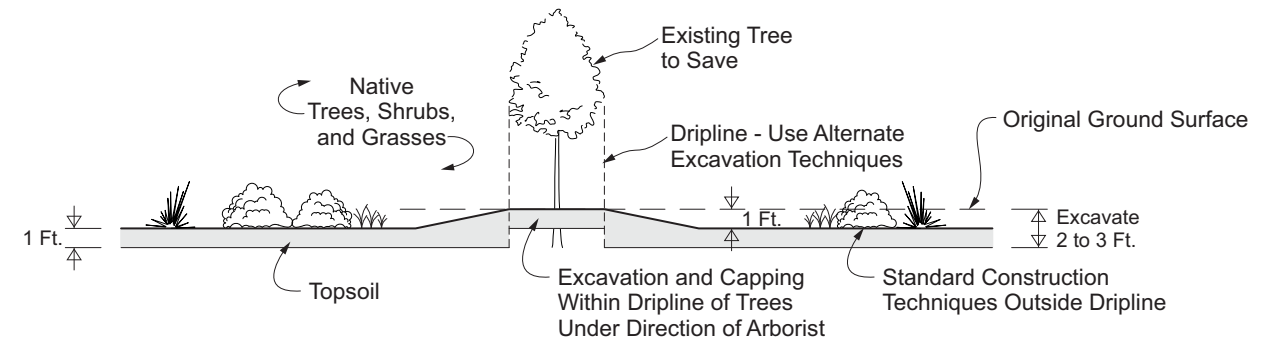 Existing Tree
to Save
Native
Trees, Shrubs,
and Grasses
Dripline - Use Alternate
Excavation Techniques
Original Ground Surface
1 Ft.
1 Ft.
Excavate
2 to 3 Ft.
Topsoil
Excavation and Capping
Within Dripline of Trees
Under Direction of Arborist
Standard Construction
Techniques Outside Dripline